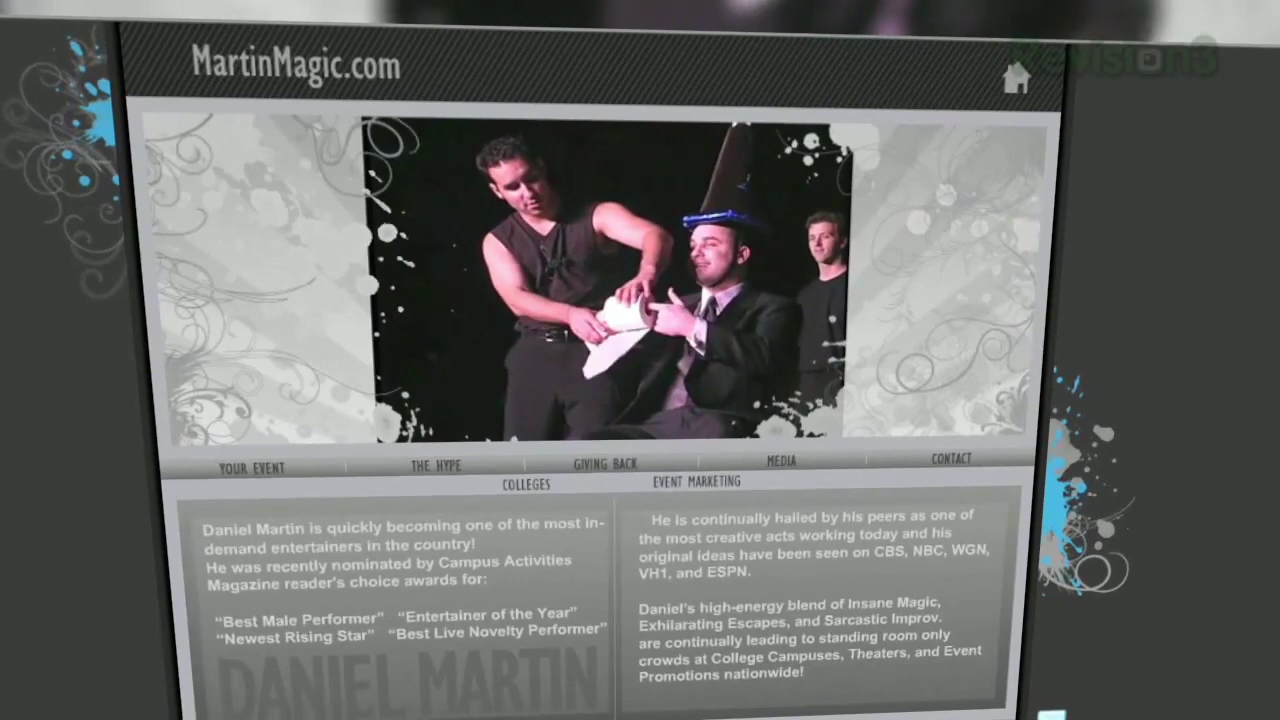 MartinMagic.com
Revision3
YOUR EVENT
THE HYPE
GIVING BACK
MEDIA
CONTACT
COLLEGES
EVENT MARKETING
Daniel Martin is quickly becoming one of the most in-
demand entertainers in the country!
He was recently nominated by Campus Activities
Magazine reader's choice awards for:
“Best Male Performer” “Entertainer of the Year”
“Newest Rising Star” “Best Live Novelty Performer”
DANIEL MARTIN
He is continually hailed by his peers as one of
the most creative acts working today and his
original ideas have been seen on CBS, NBC, WGN,
VH1, and ESPN.
Daniel's high-energy blend of Insane Magic,
Exhilarating Escapes, and Sarcastic Improv.
are continually leading to standing room only
crowds at College Campuses, Theaters, and Event
Promotions nationwide!